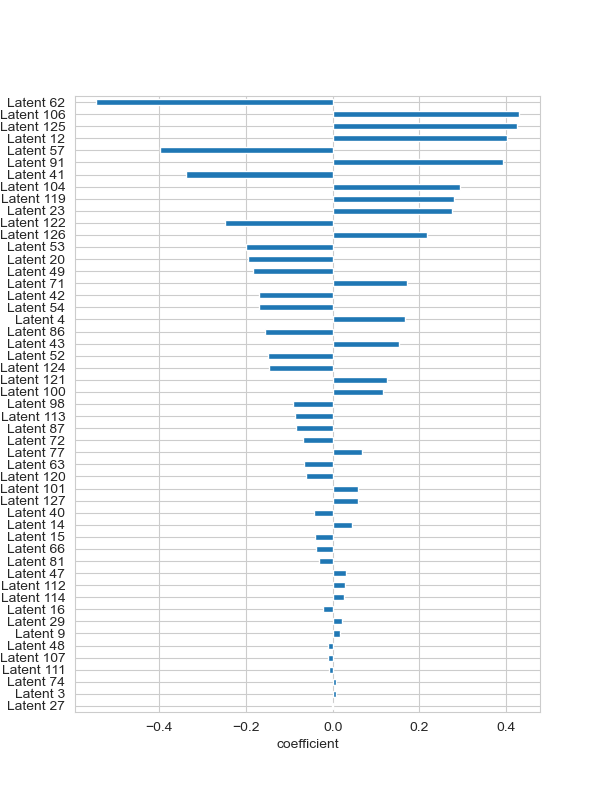 Latent 62
Latent 106
Latent 125
Latent 12
Latent 57
Latent 91
Latent 41
Latent 104
Latent 119
Latent 23
Latent 122
Latent 126
Latent 53
Latent 20
Latent 49
Latent 71
Latent 42
Latent 54
Latent 4
Latent 86
Latent 43
Latent 52
Latent 124
Latent 121
Latent 100
Latent 98
Latent 113
Latent 87
Latent 72
Latent 77
Latent 63
Latent 120
Latent 101
Latent 127
Latent 40
Latent 14
Latent 15
Latent 66
Latent 81
Latent 47
Latent 112
Latent 114
Latent 16
Latent 29
Latent 9
Latent 48
Latent 107
Latent 111
Latent 74
Latent 3
Latent 27
−0.4 −0.2 0.0 0.2 0.4
coefficient